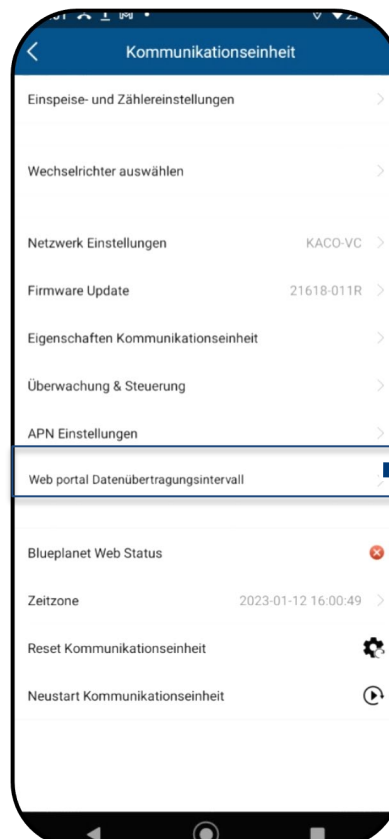 Kommunikationseinheit
Einspeise- und Zählereinstellungen
Wechselrichter auswählen
Netzwerk Einstellungen KACO-VC
Firmware Update 21618-011R
Eigenschaften Kommunikationseinheit
Überwachung & Steuerung
APN Einstellungen
Web portal Datenübertragungsintervall
Blueplanet Web Status
Zeitzone 2023-01-12 16:00:49
Reset Kommunikationseinheit
Neustart Kommunikationseinheit